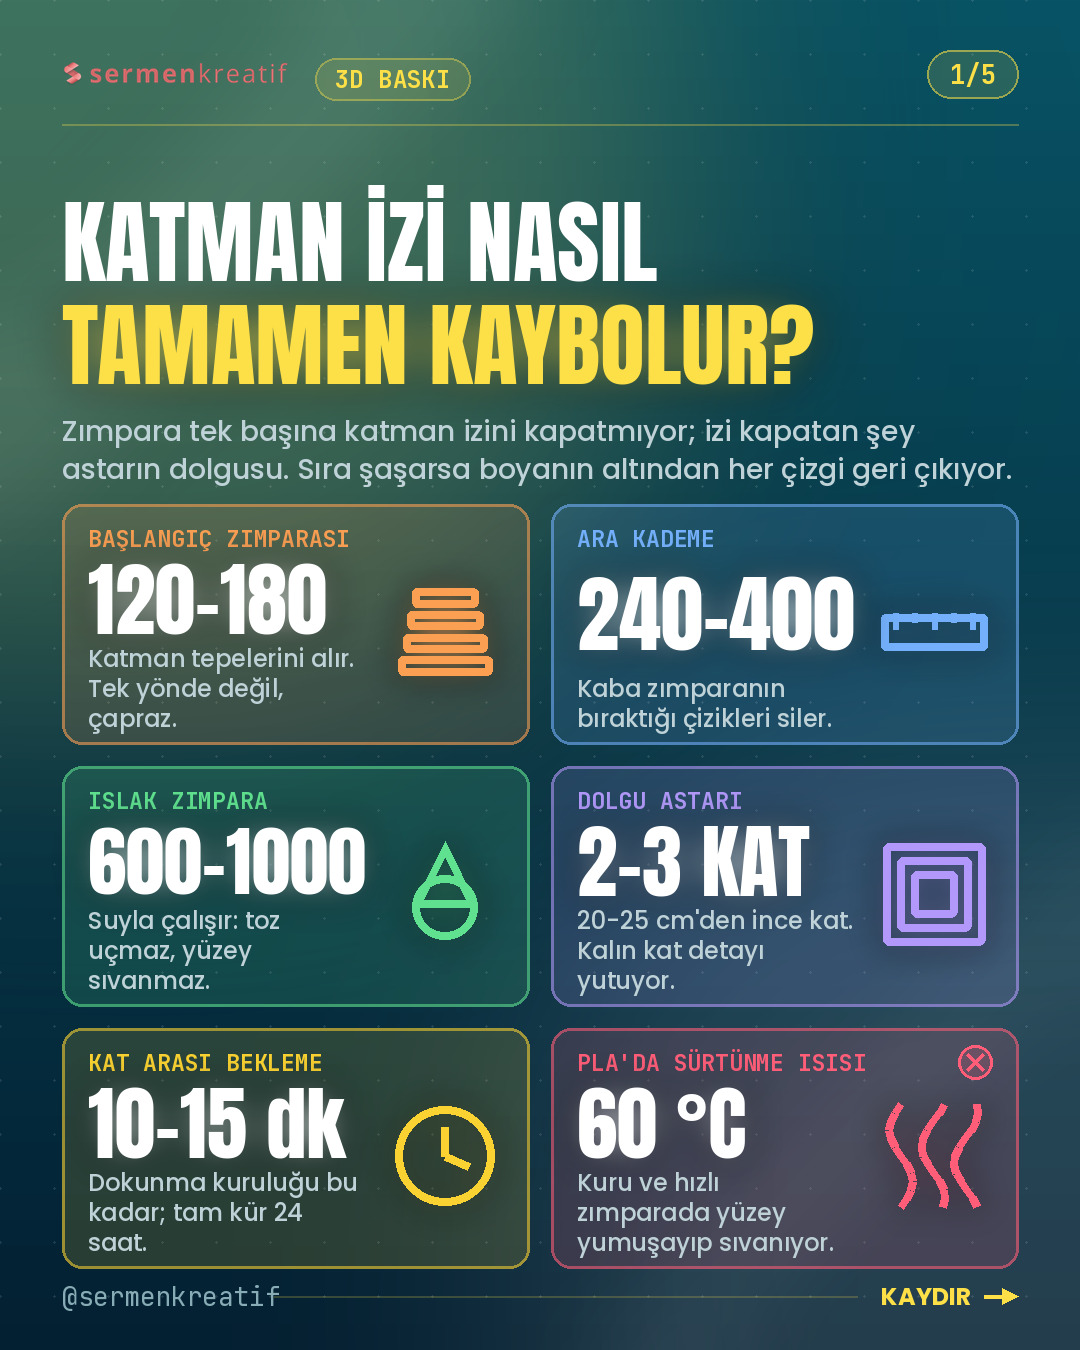 sermenkreatif
3D BASKI
1/5
KATMAN İZİ NASIL
TAMAMEN KAYBOLUR?
Zımpara tek başına katman izini kapatmıyor; izi kapatan şey
astarın dolgusu. Sıra şaşarsa boyanın altından her çizgi geri çıkıyor.
BAŞLANGIÇ ZIMPARASI
120-180
Katman tepelerini alır.
Tek yönde değil,
çapraz.
ARA KADEME
240-400
Kaba zımparanın
bıraktığı çizikleri siler.
ISLAK ZIMPARA
600-1000
Suyla çalışır: toz
uçmaz, yüzey
sıvanmaz.
DOLGU ASTARI
2-3 KAT
20-25 cm'den ince kat.
Kalın kat detayı
yutuyor.
KAT ARASI BEKLEME
10-15 dk
Dokunma kuruluğu bu
kadar; tam kür 24
saat.
PLA'DA SÜRTÜNME ISISI
60 °C
Kuru ve hızlı
zımparada yüzey
yumuşayıp sıvanıyor.
@sermenkreatif
KAYDIR